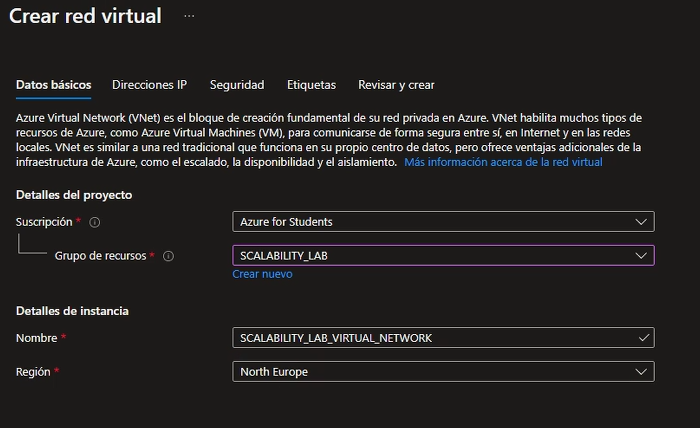 Crear red virtual ...
Datos básicos Direcciones IP Seguridad Etiquetas Revisar y crear
Azure Virtual Network (VNet) es el bloque de creación fundamental de su red privada en Azure. VNet habilita muchos tipos de
recursos de Azure, como Azure Virtual Machines (VM), para comunicarse de forma segura entre sí, en Internet y en las redes
locales. VNet es similar a una red tradicional que funciona en su propio centro de datos, pero ofrece ventajas adicionales de la
infraestructura de Azure, como el escalado, la disponibilidad y el aislamiento. Más información acerca de la red virtual
Detalles del proyecto
Suscripción * Azure for Students
Grupo de recursos * SCALABILITY_LAB
Crear nuevo
Detalles de instancia
Nombre * SCALABILITY_LAB_VIRTUAL_NETWORK
Región * North Europe